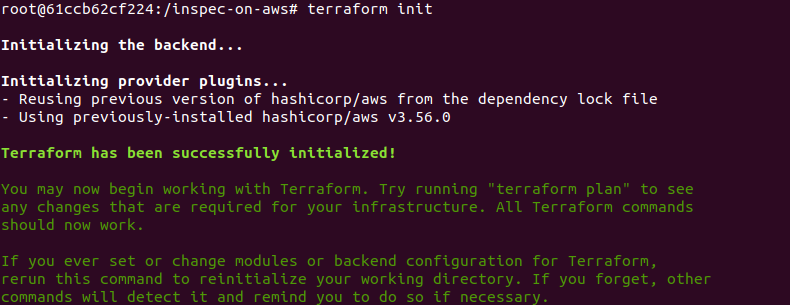 root@61ccb62cf224:/inspec-on-aws# terraform init
Initializing the backend...
Initializing provider plugins...
- Reusing previous version of hashicorp/aws from the dependency lock file
- Using previously-installed hashicorp/aws v3.56.0
Terraform has been successfully initialized!
You may now begin working with Terraform. Try running "terraform plan" to see
any changes that are required for your infrastructure. All Terraform commands
should now work.
If you ever set or change modules or backend configuration for Terraform,
rerun this command to reinitialize your working directory. If you forget, other
commands will detect it and remind you to do so if necessary.